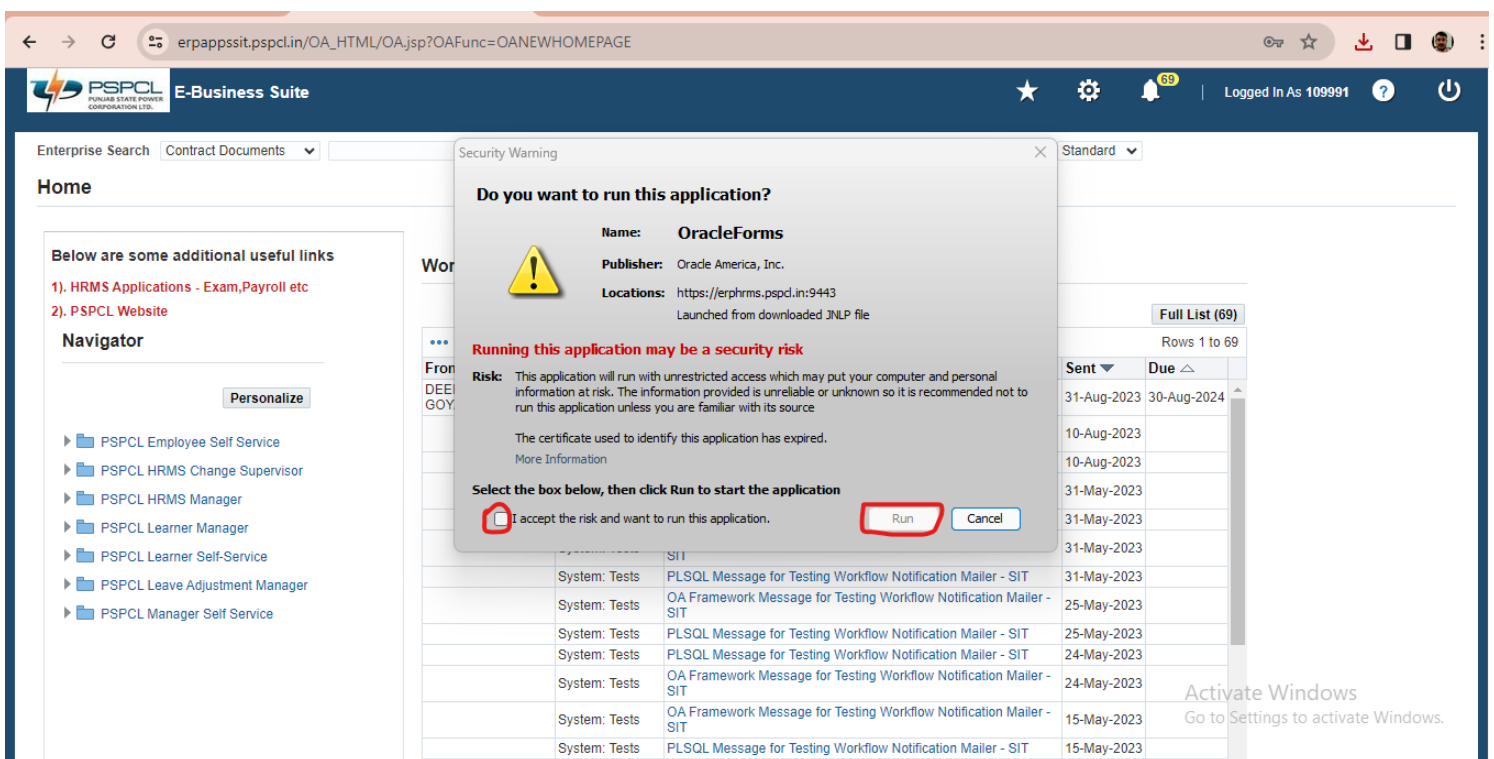 erpappssit.pspcl.in/OA_HTML/OA.jsp?OAFunc=OANEWHOMEPAGE
PSPCL
PUNJAB STATE POWER
CORPORATION LTD.
E-Business Suite
69
Logged In As 109991
?
Enterprise Search Contract Documents
Standard
Home
Below are some additional useful links
1). HRMS Applications - Exam,Payroll etc
2). PSPCL Website
Navigator
Personalize
PSPCL Employee Self Service
PSPCL HRMS Change Supervisor
PSPCL HRMS Manager
PSPCL Learner Manager
PSPCL Learner Self-Service
PSPCL Leave Adjustment Manager
PSPCL Manager Self Service
Security Warning
Do you want to run this application?
Name: OracleForms
Publisher: Oracle America, Inc.
Locations: https://erphrms.pspcl.in:9443
Launched from downloaded JNLP file
Running this application may be a security risk
Risk: This application will run with unrestricted access which may put your computer and personal
information at risk. The information provided is unreliable or unknown so it is recommended not to
run this application unless you are familiar with its source
The certificate used to identify this application has expired.
More Information
Select the box below, then click Run to start the application
I accept the risk and want to run this application.
Run
Cancel
Wor
Full List (69)
Rows 1 to 69
From
Sent
Due
DEE
GOY
31-Aug-2023 30-Aug-2024
10-Aug-2023
10-Aug-2023
31-May-2023
31-May-2023
SIT
31-May-2023
System: Tests PLSQL Message for Testing Workflow Notification Mailer - SIT 31-May-2023
System: Tests OA Framework Message for Testing Workflow Notification Mailer - 25-May-2023
SIT
System: Tests PLSQL Message for Testing Workflow Notification Mailer - SIT 25-May-2023
System: Tests PLSQL Message for Testing Workflow Notification Mailer - SIT 24-May-2023
System: Tests OA Framework Message for Testing Workflow Notification Mailer - 24-May-2023
SIT
System: Tests OA Framework Message for Testing Workflow Notification Mailer - 15-May-2023
SIT
System: Tests PLSQL Message for Testing Workflow Notification Mailer - SIT 15-May-2023
Activate Windows
Go to Settings to activate Windows.